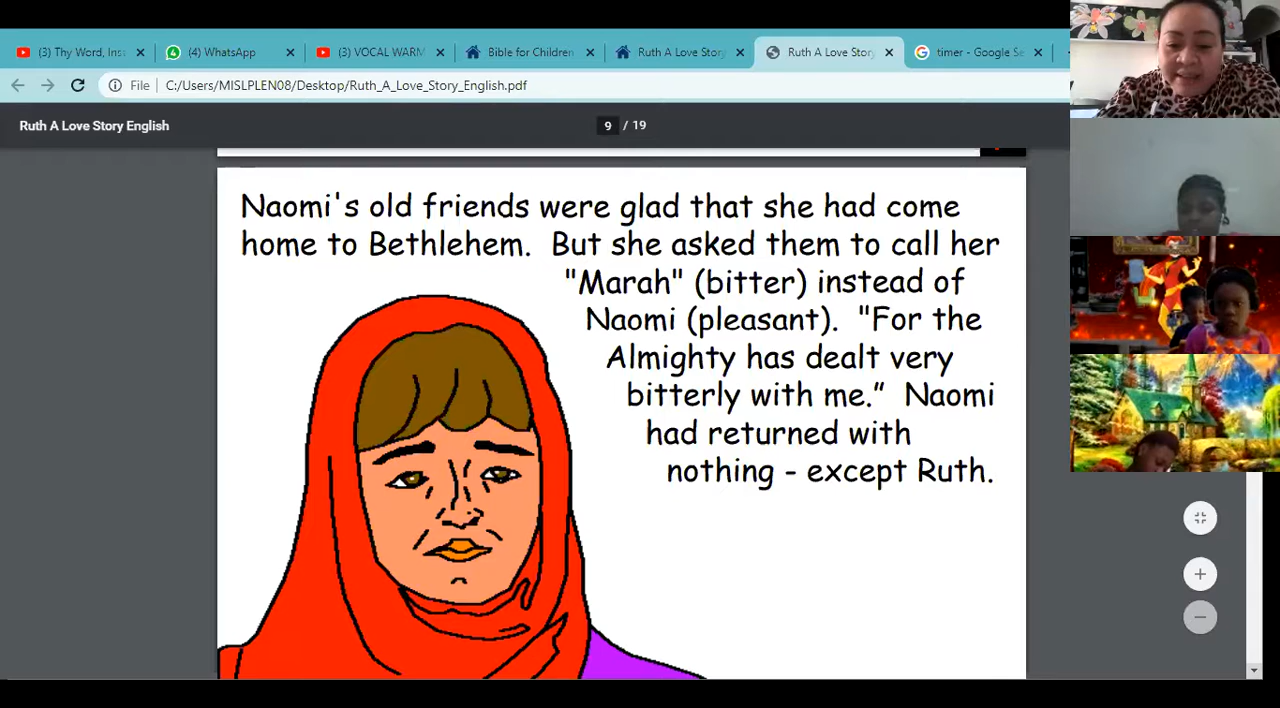 (3) Thy Word, Ins
(4) WhatsApp
(3) VOCAL WARM
Bible for Children
Ruth A Love Story
Ruth A Love Story
timer - Google Se
File | C:/Users/MISLPLEN08/Desktop/Ruth_A_Love_Story_English.pdf
Ruth A Love Story English
9 / 19
Naomi's old friends were glad that she had come
home to Bethlehem. But she asked them to call her
"Marah" (bitter) instead of
Naomi (pleasant). "For the
Almighty has dealt very
bitterly with me.” Naomi
had returned with
nothing - except Ruth.